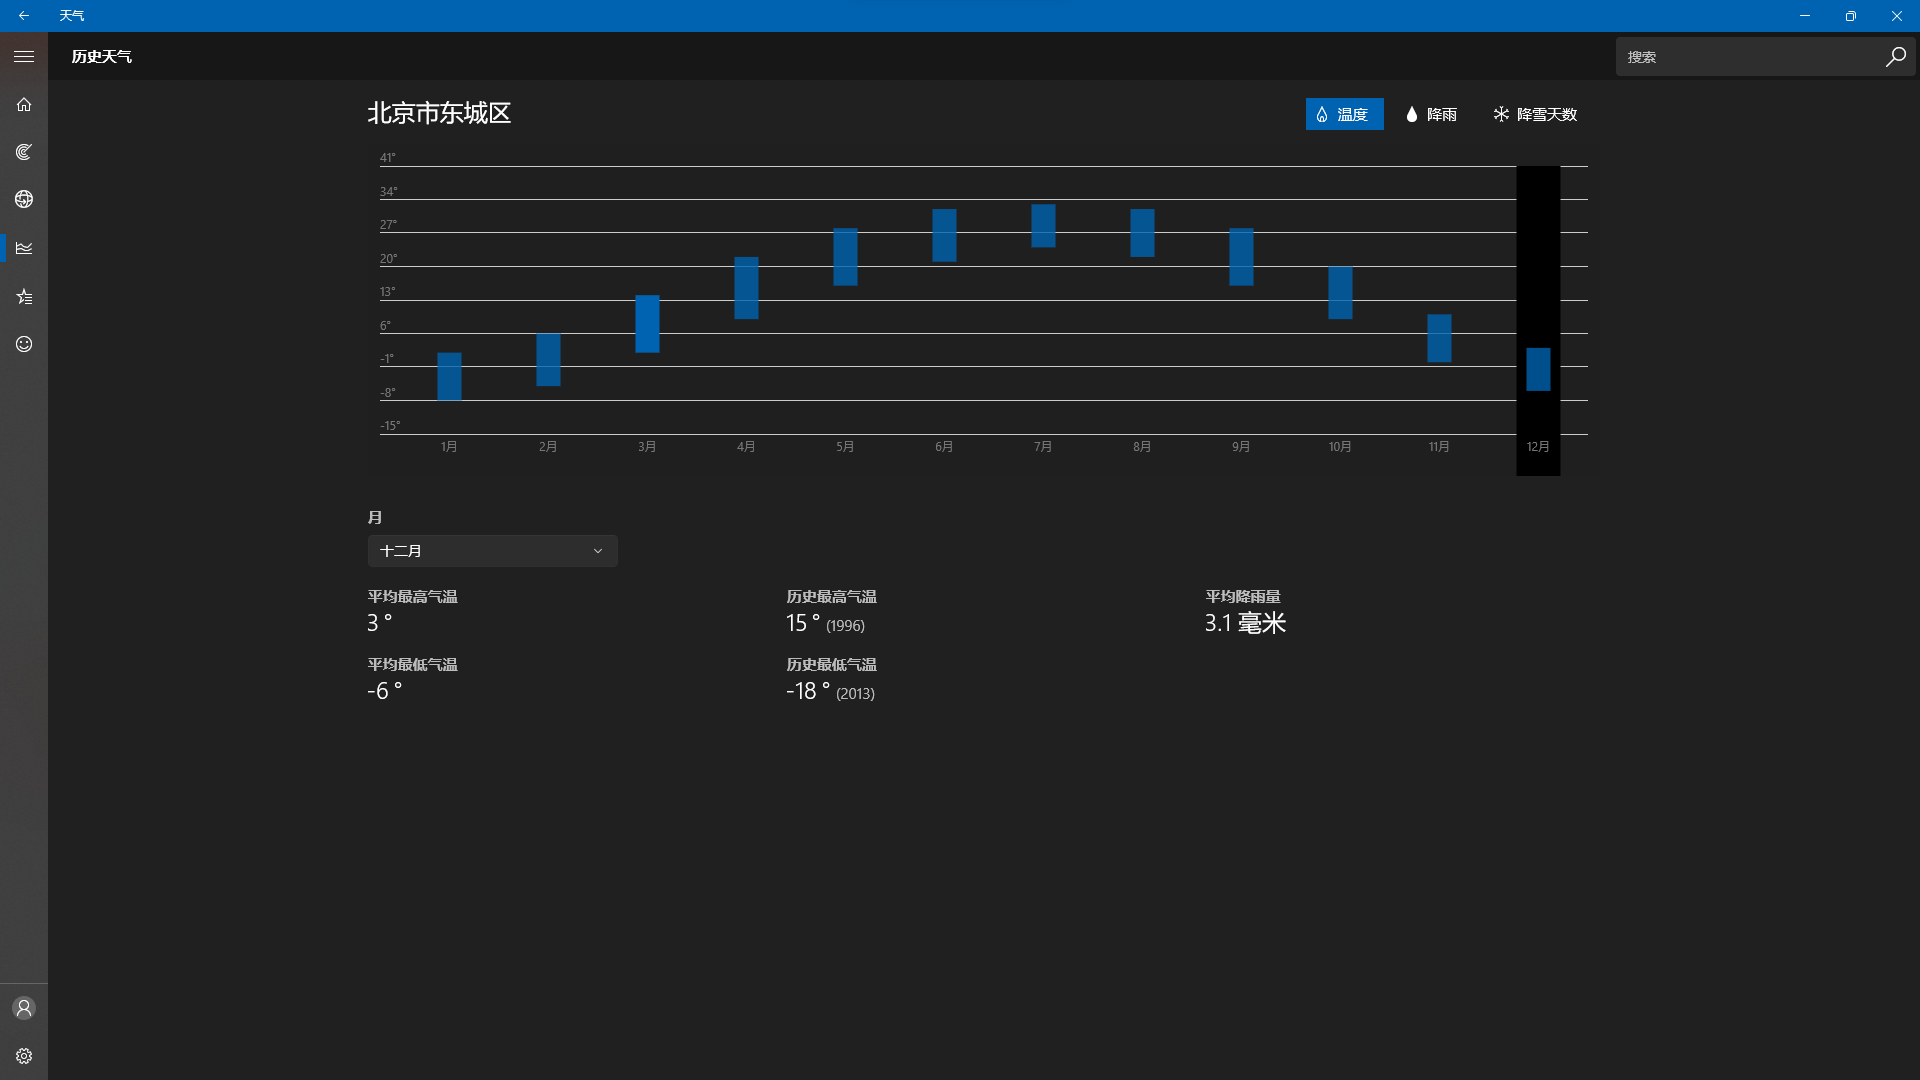 天气
历史天气
搜索
北京市东城区
温度
降雨
降雪天数
41°
34°
27°
20°
13°
6°
-1°
-8°
-15°
1月 2月 3月 4月 5月 6月 7月 8月 9月 10月 11月 12月
月
十二月
平均最高气温 历史最高气温 平均降雨量
3 ° 15 ° (1996) 3.1 毫米
平均最低气温 历史最低气温
-6 ° -18 ° (2013)